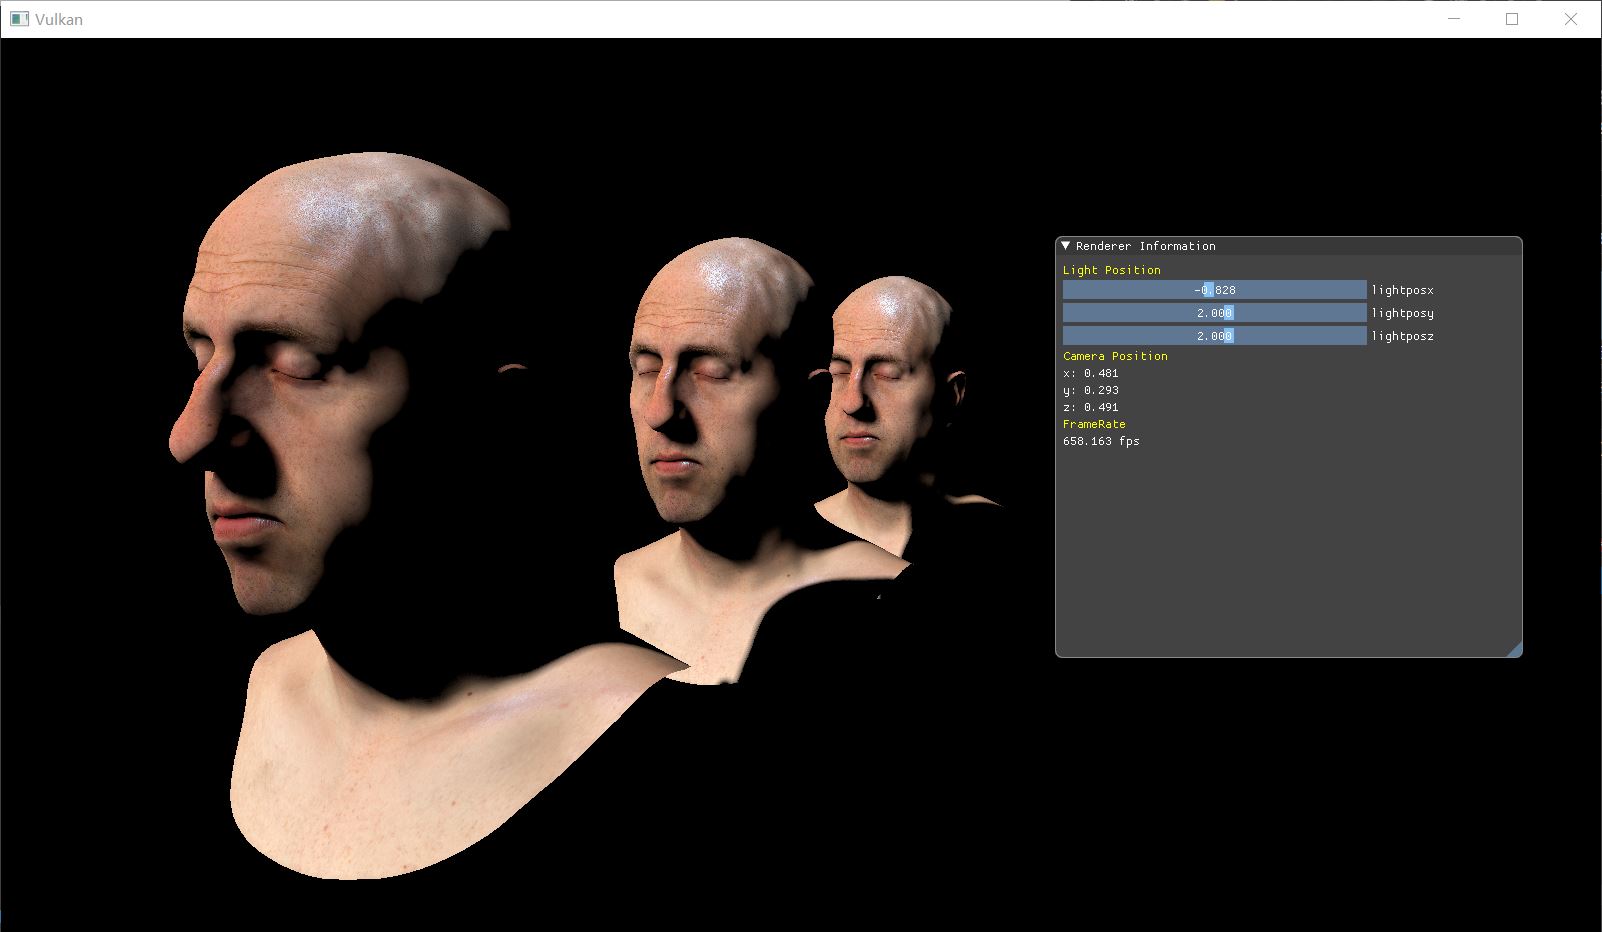 Vulkan
Renderer Information
Light Position
-0.828 lightposx
2.000 lightposy
2.000 lightposz
Camera Position
x: 0.481
y: 0.293
z: 0.491
FrameRate
658.163 fps